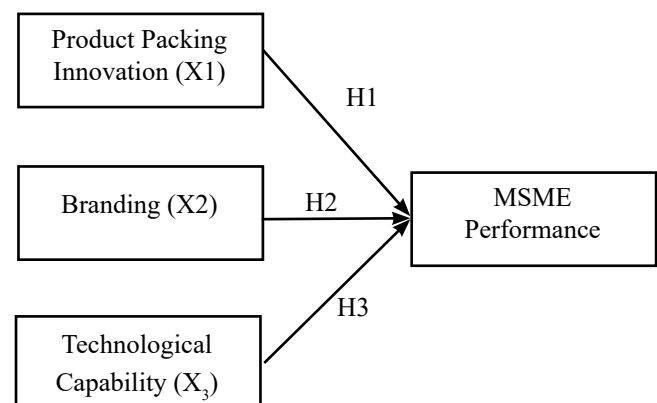 Product Packing
Innovation (X1)
H1
Branding (X2)
H2
MSME
Performance
H3
Technological
Capability (X₃)